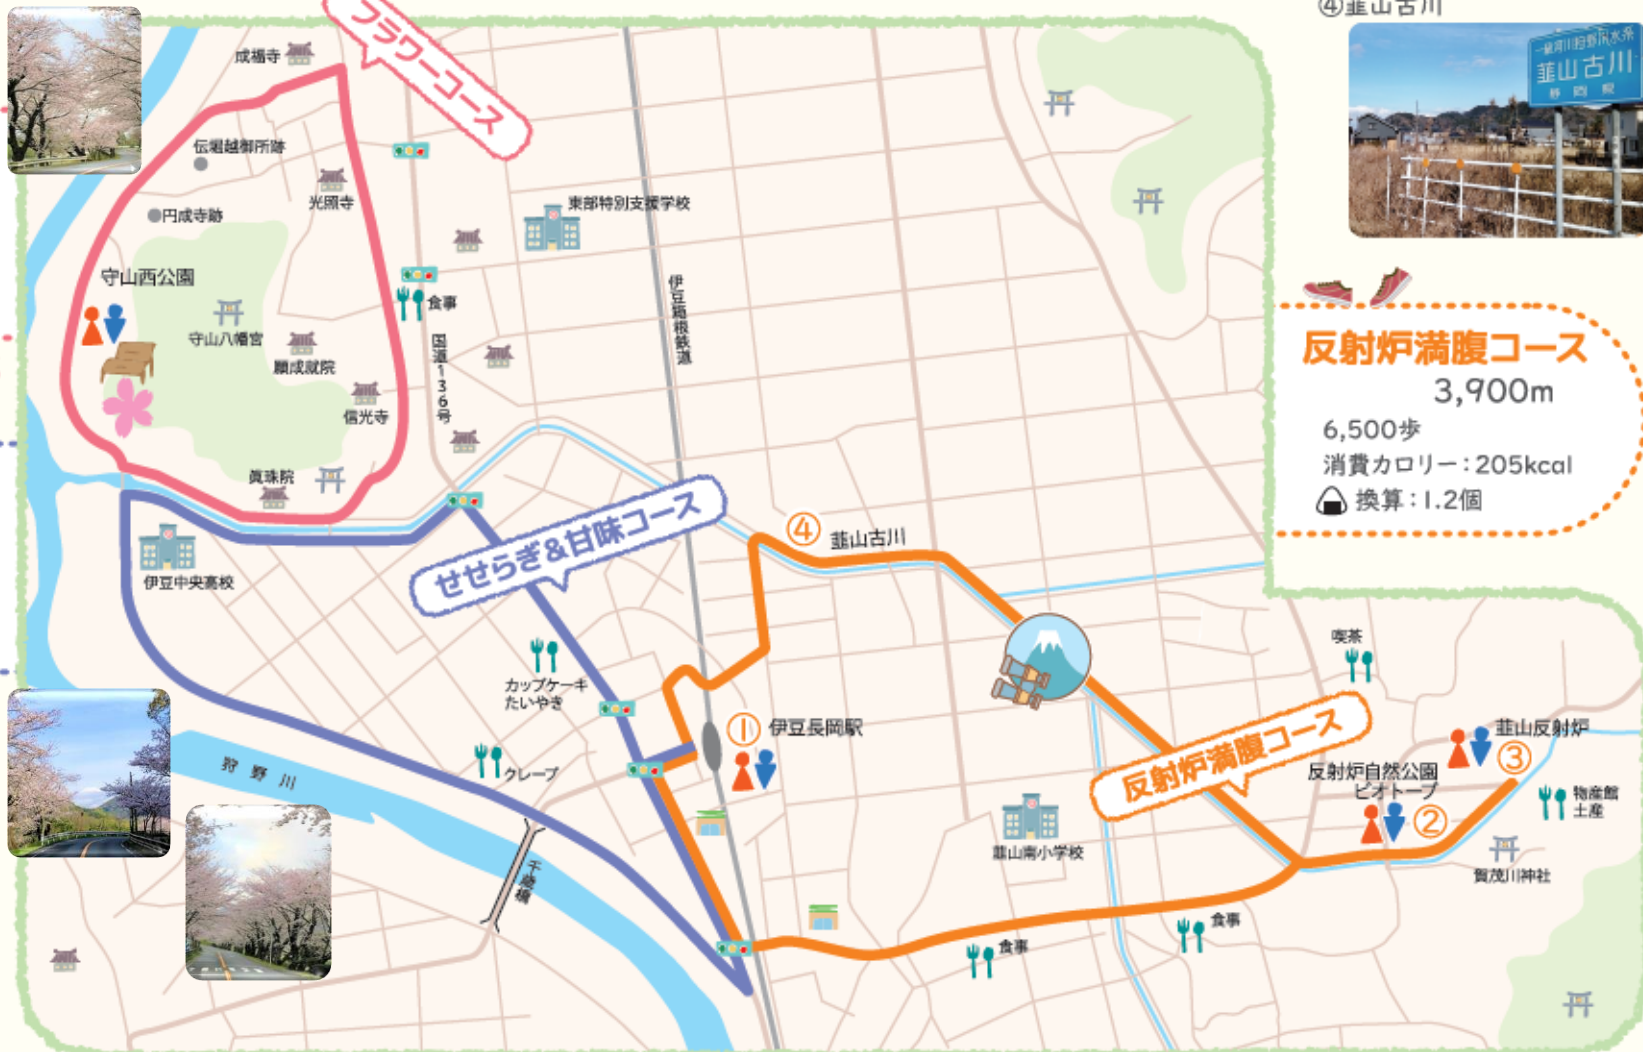 ④韮山古川
一級河川狩野川水系
韮山古川
静岡県
フラワーコース
成福寺
伝堀越御所跡
光照寺
円成寺跡
東部特別支援学校
守山西公園
食事
守山八幡宮
伊豆箱根鉄道
国道136号
願成就院
信光寺
眞珠院
反射炉満腹コース
3,900m
6,500歩
消費カロリー:205kcal
換算:1.2個
せせらぎ&甘味コース
④
韮山古川
伊豆中央高校
喫茶
カップケーキ
たいやき
①
伊豆長岡駅
韮山反射炉
③
反射炉満腹コース
反射炉自然公園
ビオトープ
②
物産館
土産
狩野川
クレープ
韮山南小学校
賀茂川神社
千歳橋
食事
食事